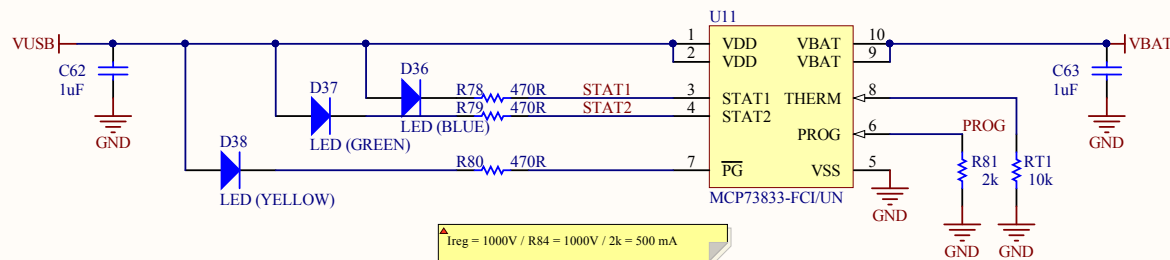 U11
VUSB
1 VDD VBAT 10
2 VDD VBAT 9
VBAT
C62
1uF
GND
D36
LED (BLUE)
D37
LED (GREEN)
D38
LED (YELLOW)
R78 470R STAT1 3 STAT1 THERM 8
R79 470R STAT2 4 STAT2
PROG 6 PROG
R80 470R 7 PG VSS 5
MCP73833-FCI/UN
GND
R81
2k
GND
RT1
10k
GND
C63
1uF
GND
Ireg = 1000V / R84 = 1000V / 2k = 500 mA